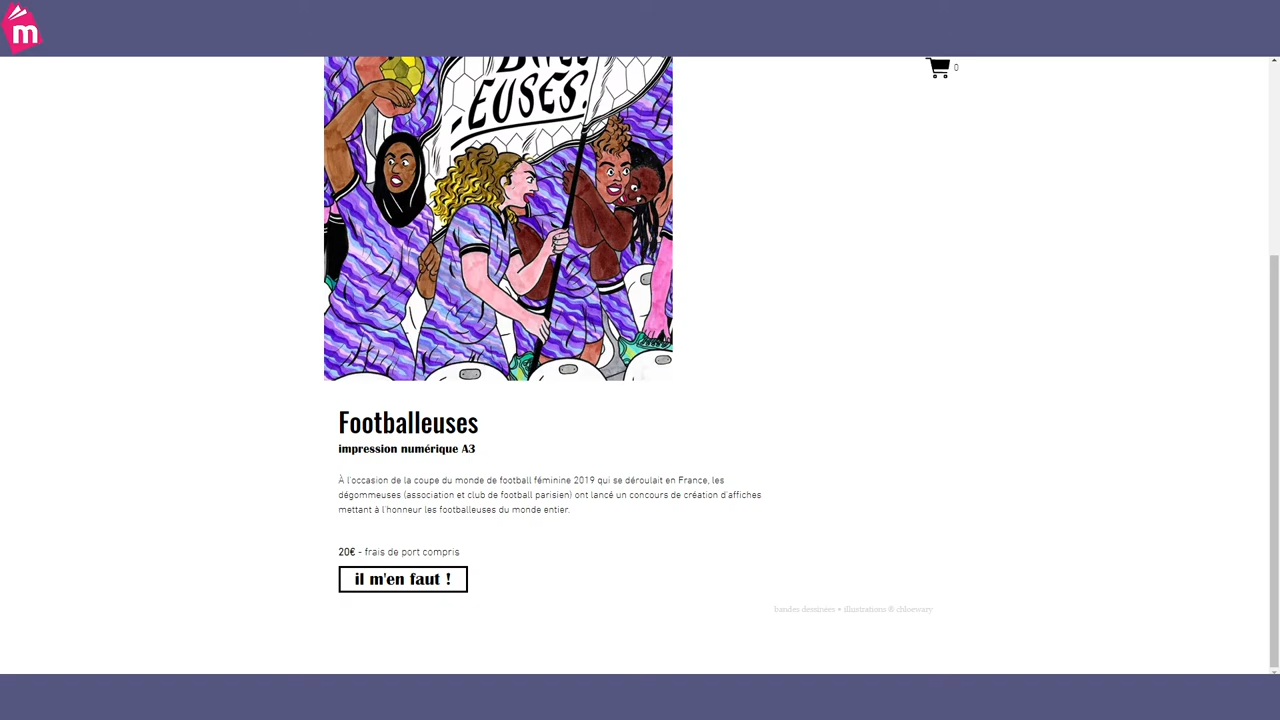 m
0
-EUSES.
Footballeuses
impression numérique A3
À l'occasion de la coupe du monde de football féminine 2019 qui se déroulait en France, les
dégommeuses (association et club de football parisien) ont lancé un concours de création d'affiches
mettant à l'honneur les footballeuses du monde entier.
20€ - frais de port compris
il m'en faut !
bandes dessinées • illustrations ® chloewary